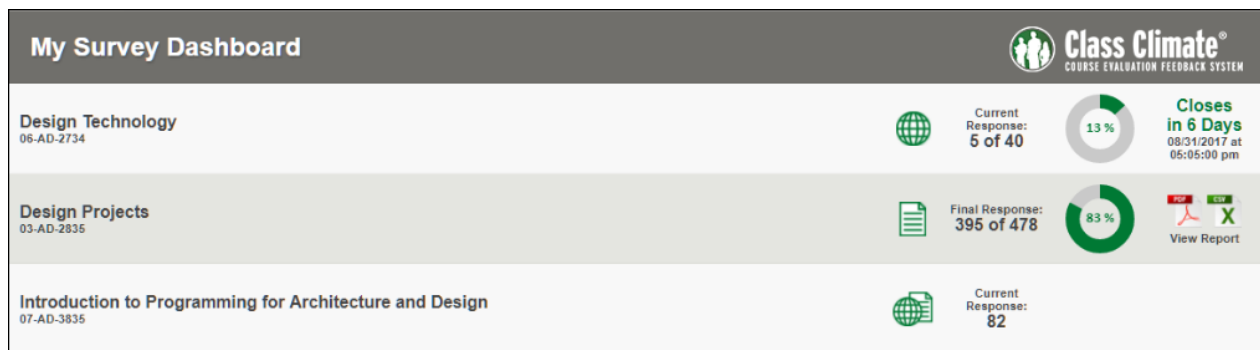 My Survey Dashboard
Class Climate®
COURSE EVALUATION FEEDBACK SYSTEM
Design Technology
06-AD-2734
Current
Response:
5 of 40
13 %
Closes
in 6 Days
08/31/2017 at
05:05:00 pm
Design Projects
03-AD-2835
Final Response:
395 of 478
83 %
PDF
CSV
X
View Report
Introduction to Programming for Architecture and Design
07-AD-3835
Current
Response:
82